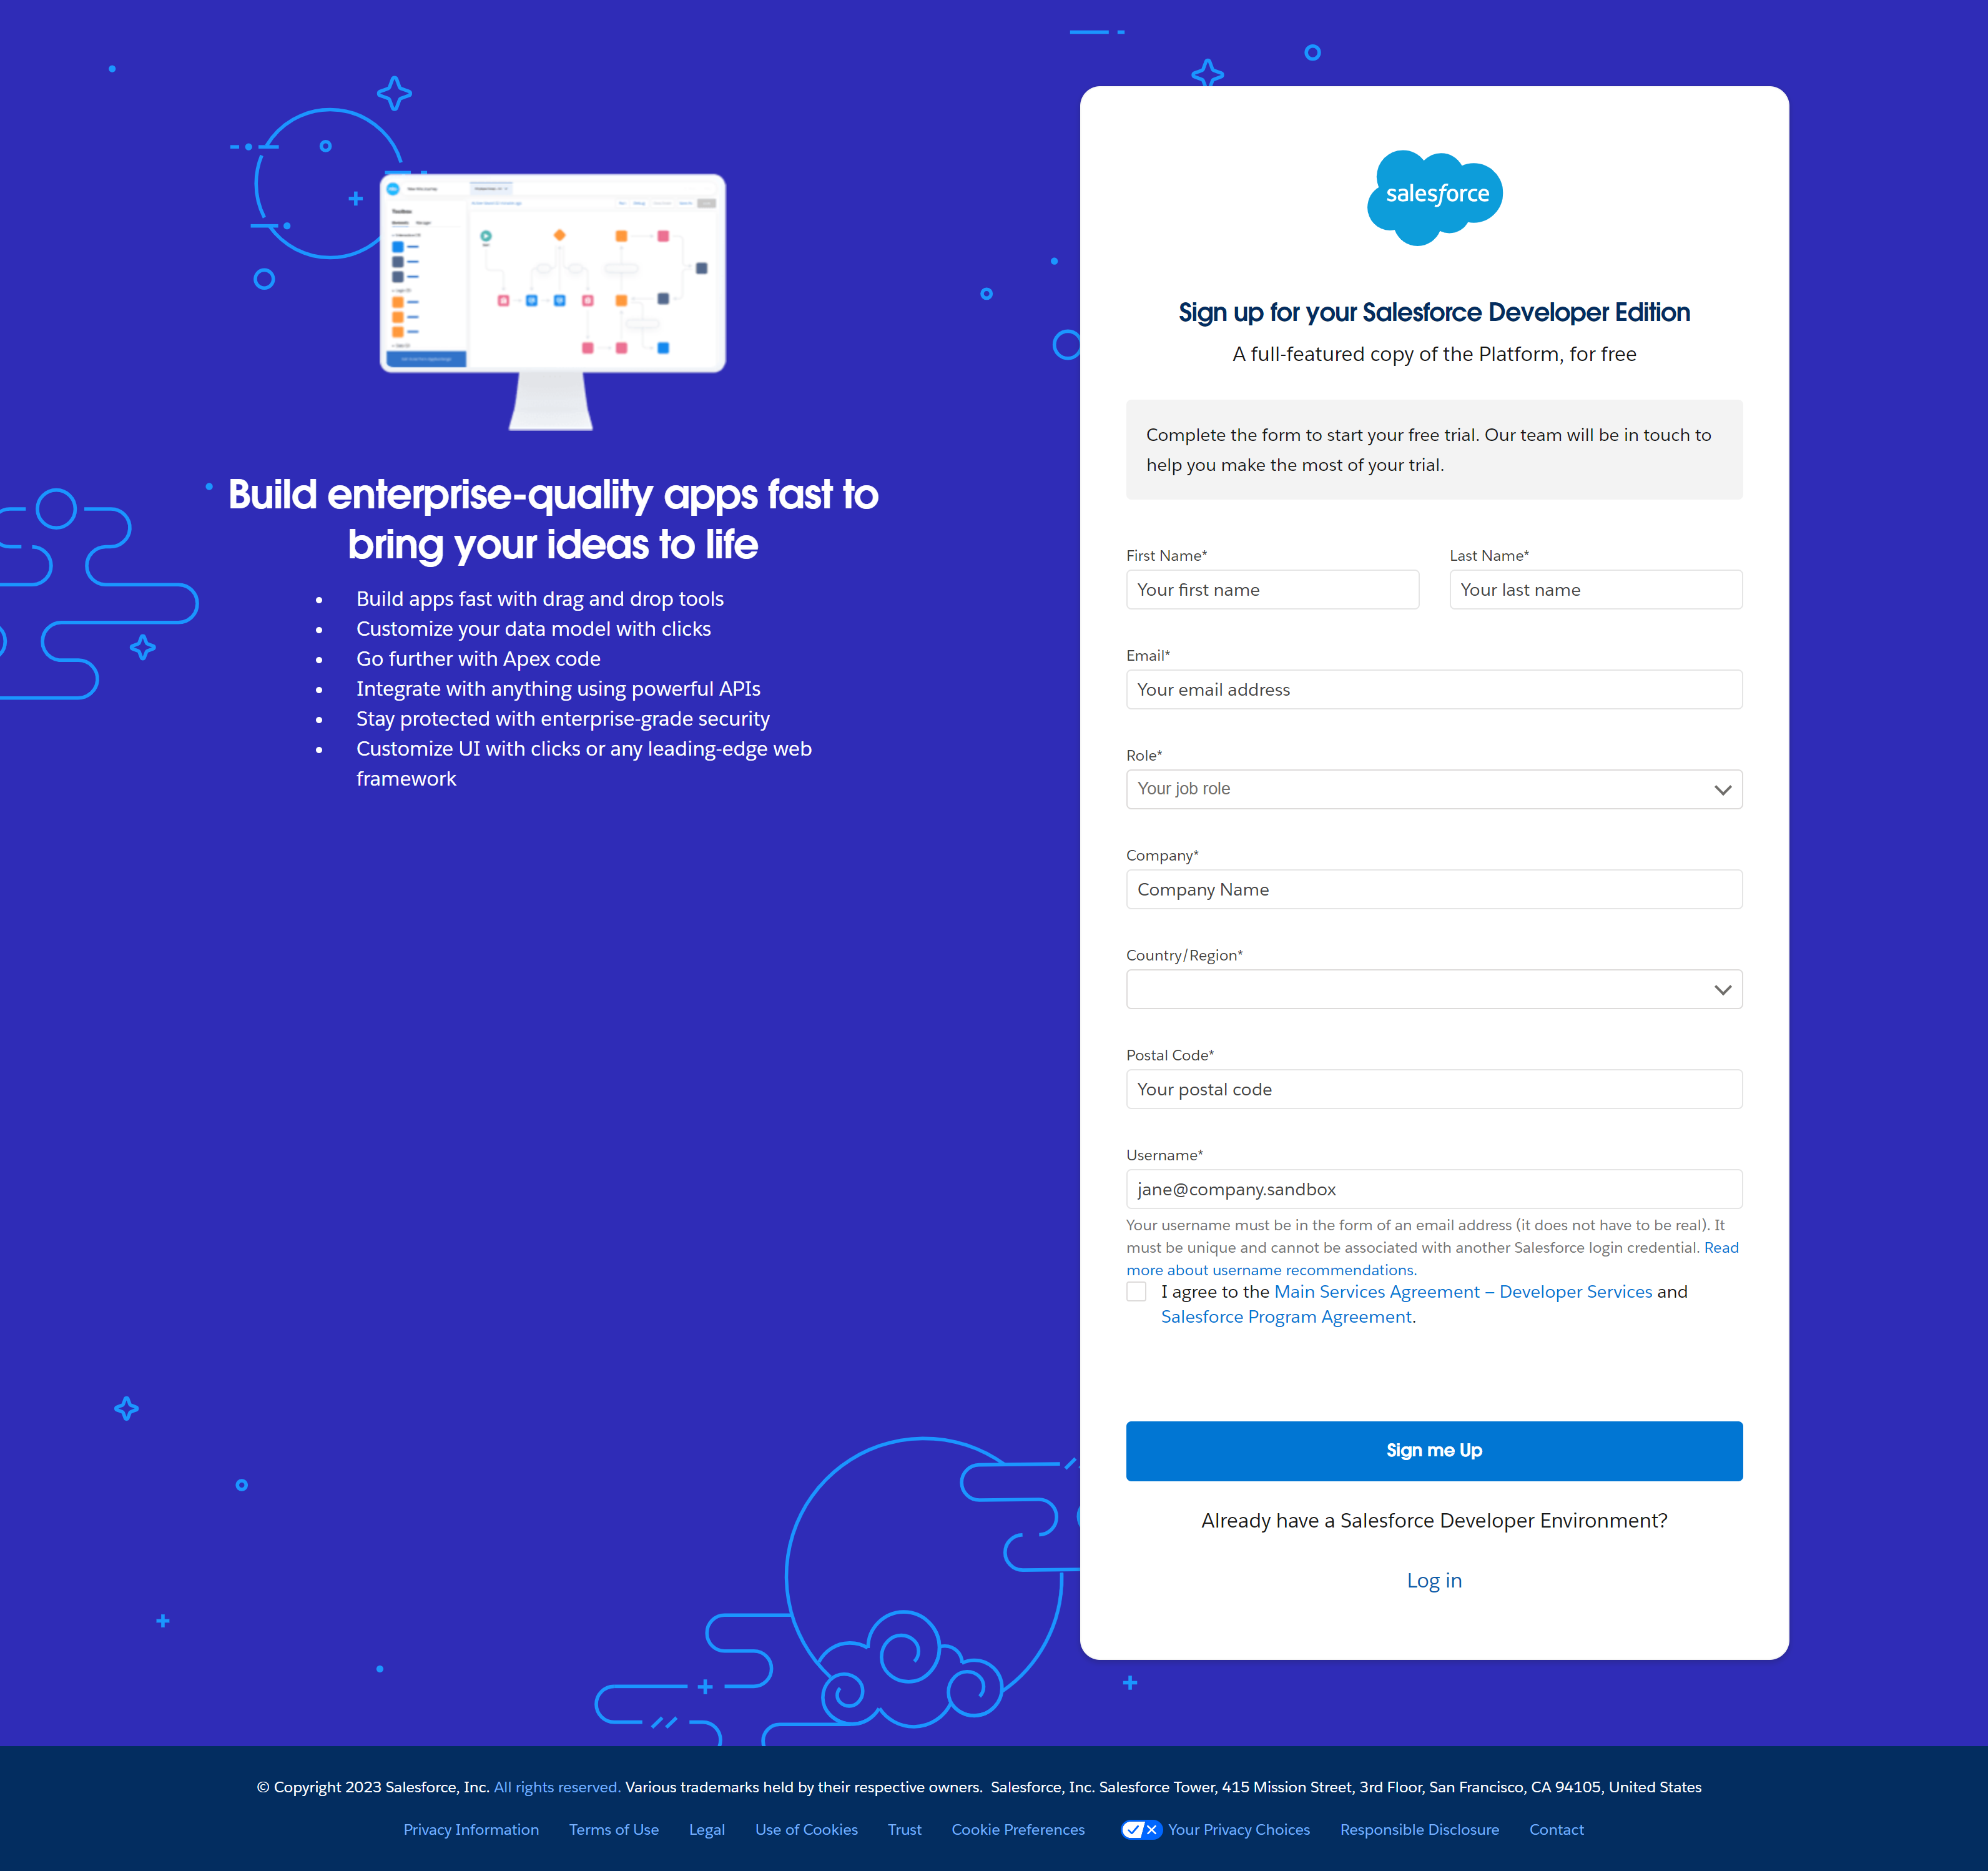 salesforce
Build enterprise-quality apps fast to
bring your ideas to life
• Build apps fast with drag and drop tools
• Customize your data model with clicks
• Go further with Apex code
• Integrate with anything using powerful APIs
• Stay protected with enterprise-grade security
• Customize UI with clicks or any leading-edge web
framework
Sign up for your Salesforce Developer Edition
A full-featured copy of the Platform, for free
Complete the form to start your free trial. Our team will be in touch to
help you make the most of your trial.
First Name* Last Name*
Your first name Your last name
Email*
Your email address
Role*
Your job role
Company*
Company Name
Country/Region*
Postal Code*
Your postal code
Username*
jane@company.sandbox
Your username must be in the form of an email address (it does not have to be real). It
must be unique and cannot be associated with another Salesforce login credential. Read
more about username recommendations.
I agree to the Main Services Agreement – Developer Services and
Salesforce Program Agreement.
Sign me Up
Already have a Salesforce Developer Environment?
Log in
© Copyright 2023 Salesforce, Inc. All rights reserved. Various trademarks held by their respective owners. Salesforce, Inc. Salesforce Tower, 415 Mission Street, 3rd Floor, San Francisco, CA 94105, United States
Privacy Information Terms of Use Legal Use of Cookies Trust Cookie Preferences Your Privacy Choices Responsible Disclosure Contact